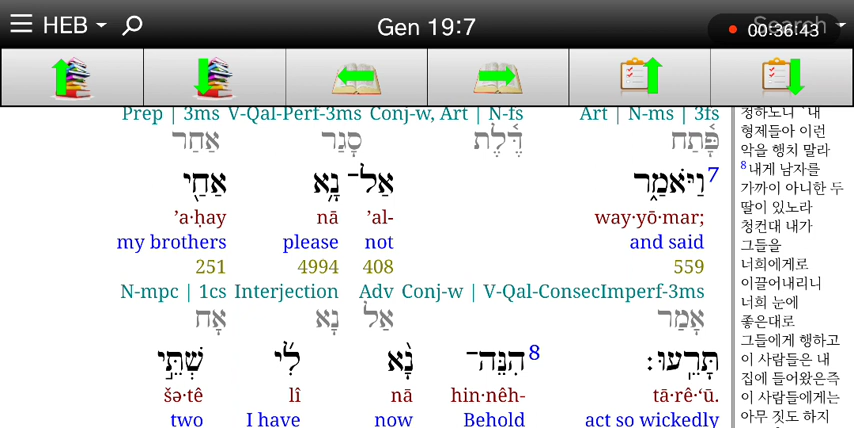 HEB
Gen 19:7
Search
00:36:43
Prep | 3ms V-Qal-Perf-3ms Conj-w, Art | N-fs Art | N-ms | 3fs
פָּ֫תַח דֶּ֫לֶת סָגַר אַחַר
7 וַיֹּאמַ֑ר אַל־ נָ֥א אַחַ֖י
way·yō·mar; ’al- nā ’a·ḥay
and said not please my brothers
559 408 4994 251
N-mpc | 1cs Interjection Adv Conj-w | V-Qal-ConsecImperf-3ms
אָמַר אַל נָא אָח
תָּרֵֽעוּ׃ 8 הִנֵּה־ נָ֨א לִ֜י שְׁתֵּ֣י
tā·rê·‘ū. hin·nêh- nā lî šə·tê
act so wickedly Behold now I have two
청하노니 내
형제들아 이런
악을 행치 말라
8 내게 남자를
가까이 아니한 두
딸이 있노라
청컨대 내가
그들을
너희에게로
이끌어내리니
너희 눈에
좋은대로
그들에게 행하고
이 사람들은 내
집에 들어왔은즉
이 사람들에게는
아무 짓도 하지